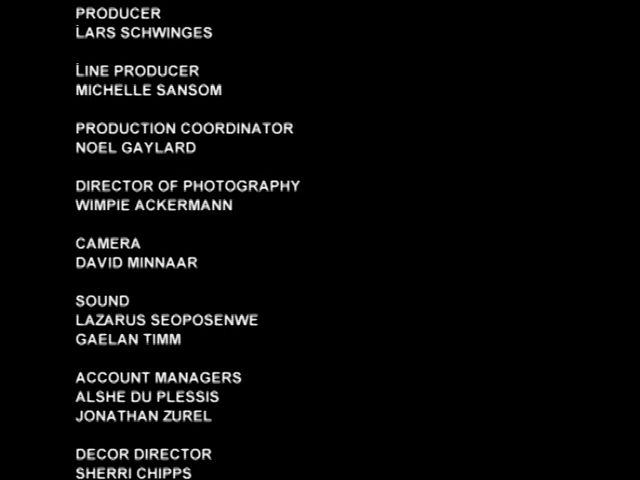 PRODUCER
LARS SCHWINGES
LINE PRODUCER
MICHELLE SANSOM
PRODUCTION COORDINATOR
NOEL GAYLARD
DIRECTOR OF PHOTOGRAPHY
WIMPIE ACKERMANN
CAMERA
DAVID MINNAAR
SOUND
LAZARUS SEOPOSENWE
GAELAN TIMM
ACCOUNT MANAGERS
ALSHE DU PLESSIS
JONATHAN ZUREL
DECOR DIRECTOR
SHERRI CHIPPS